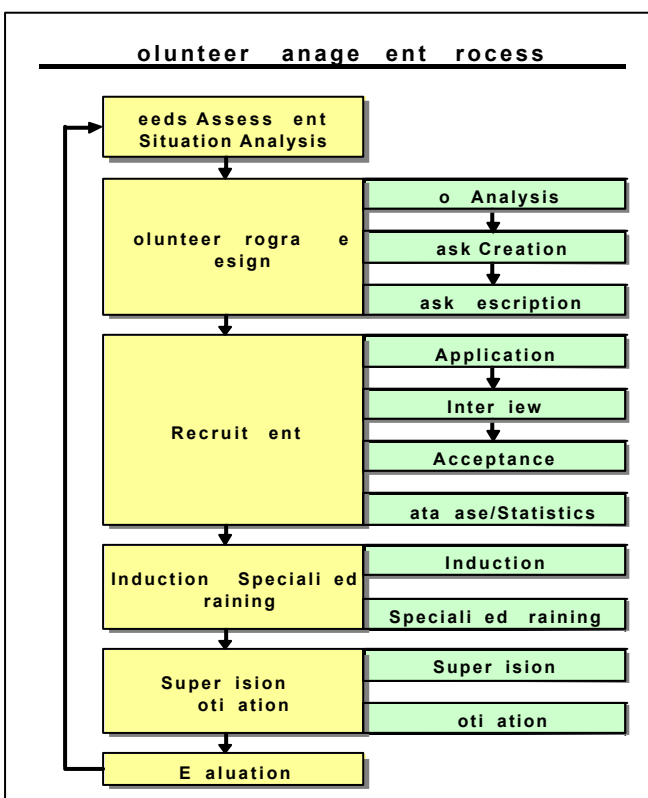 olunteer anage ent rocess
eeds Assess ent
Situation Analysis
olunteer rogra e
esign
o Analysis
ask Creation
ask escription
Recruit ent
Application
Inter iew
Acceptance
ata ase/Statistics
Induction Speciali ed
raining
Induction
Speciali ed raining
Super ision
oti ation
Super ision
oti ation
E aluation